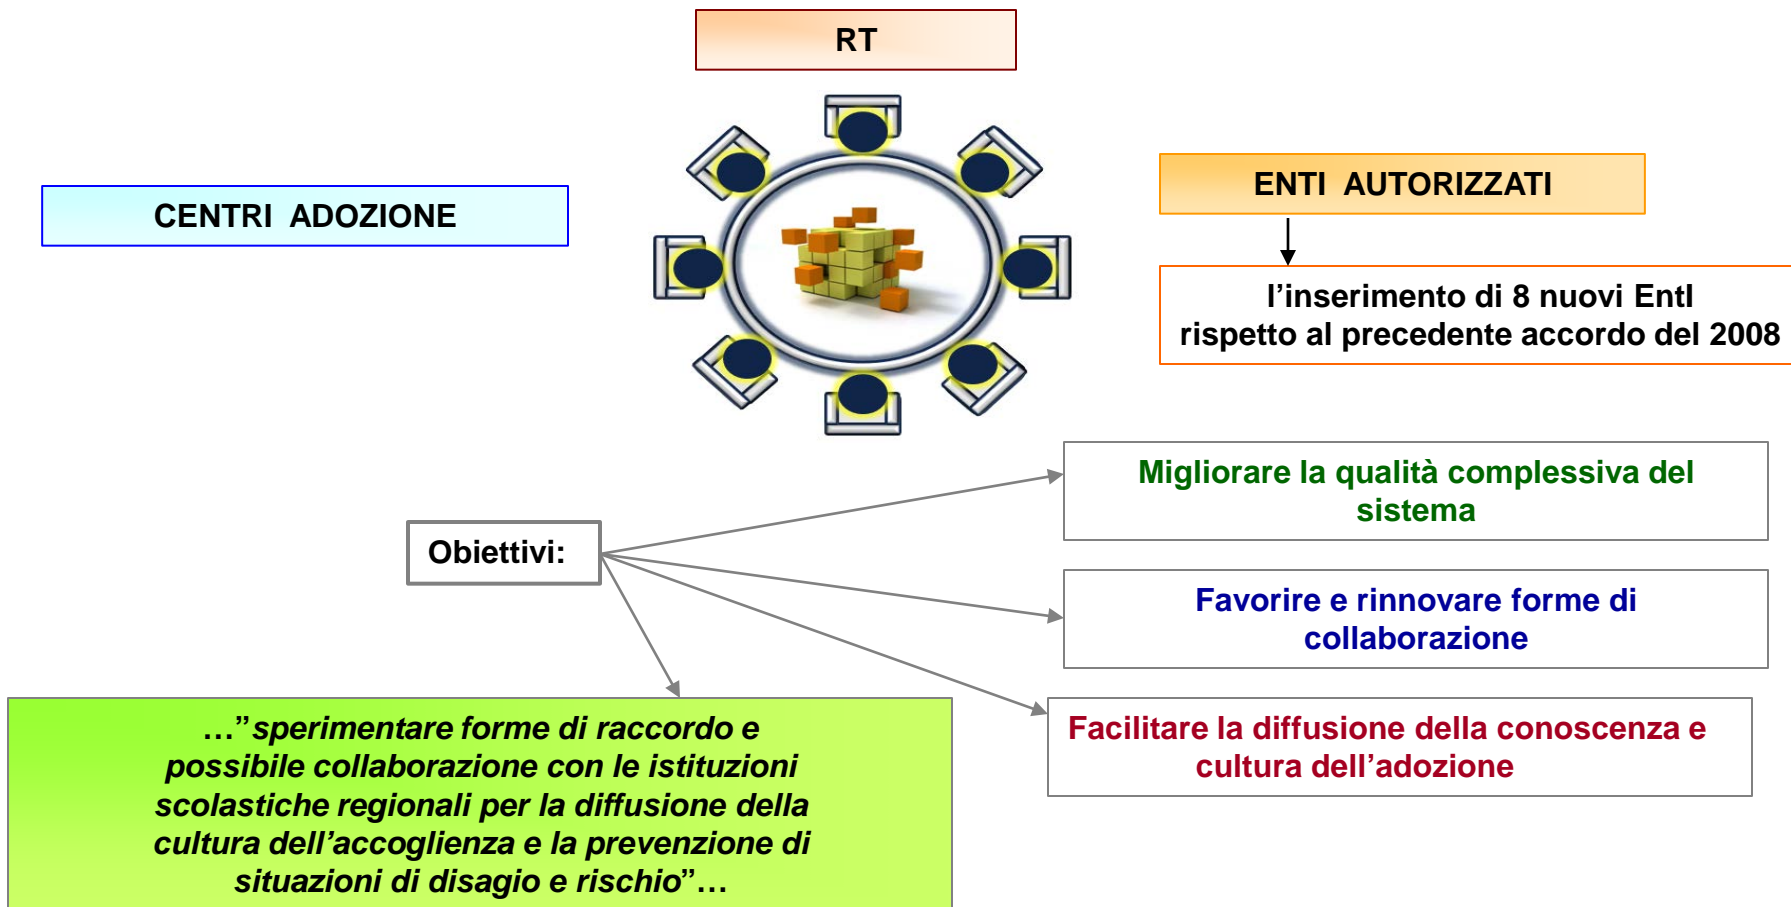 RT
CENTRI ADOZIONE
ENTI AUTORIZZATI
l’inserimento di 8 nuovi EntI
rispetto al precedente accordo del 2008
Obiettivi:
Migliorare la qualità complessiva del
sistema
Favorire e rinnovare forme di
collaborazione
Facilitare la diffusione della conoscenza e
cultura dell’adozione
…”sperimentare forme di raccordo e
possibile collaborazione con le istituzioni
scolastiche regionali per la diffusione della
cultura dell’accoglienza e la prevenzione di
situazioni di disagio e rischio”…